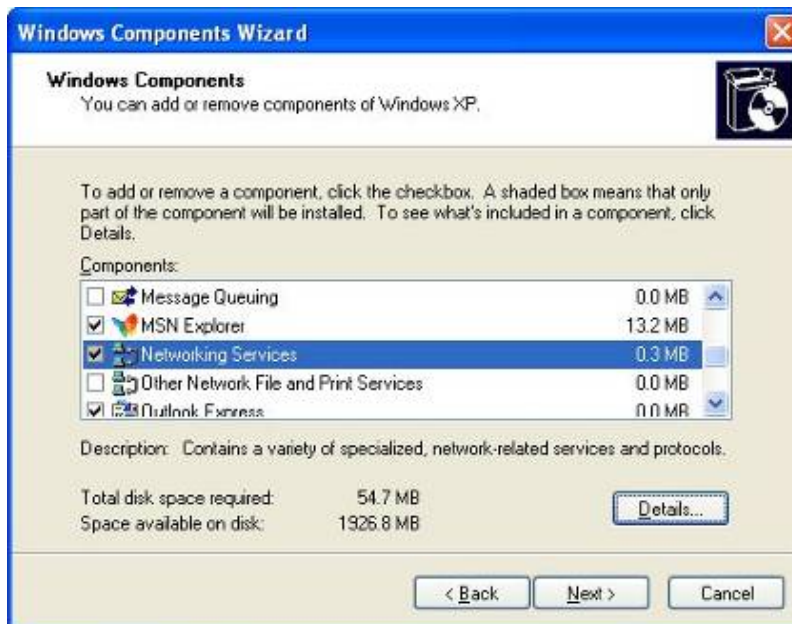 Windows Components Wizard
Windows Components
You can add or remove components of Windows XP.
To add or remove a component, click the checkbox. A shaded box means that only
part of the component will be installed. To see what's included in a component, click
Details.
Components:
Message Queuing 0.0 MB
MSN Explorer 13.2 MB
Networking Services 0.3 MB
Other Network File and Print Services 0.0 MB
Outlook Express 0.0 MB
Description: Contains a variety of specialized, network-related services and protocols.
Total disk space required: 54.7 MB
Space available on disk: 1926.8 MB
Details...
< Back Next > Cancel